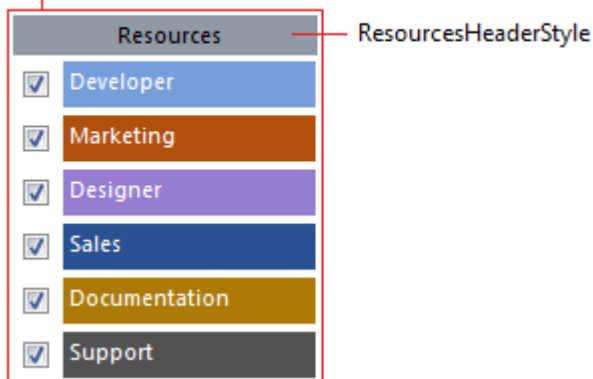 Resources
ResourcesHeaderStyle
Developer
Marketing
Designer
Sales
Documentation
Support